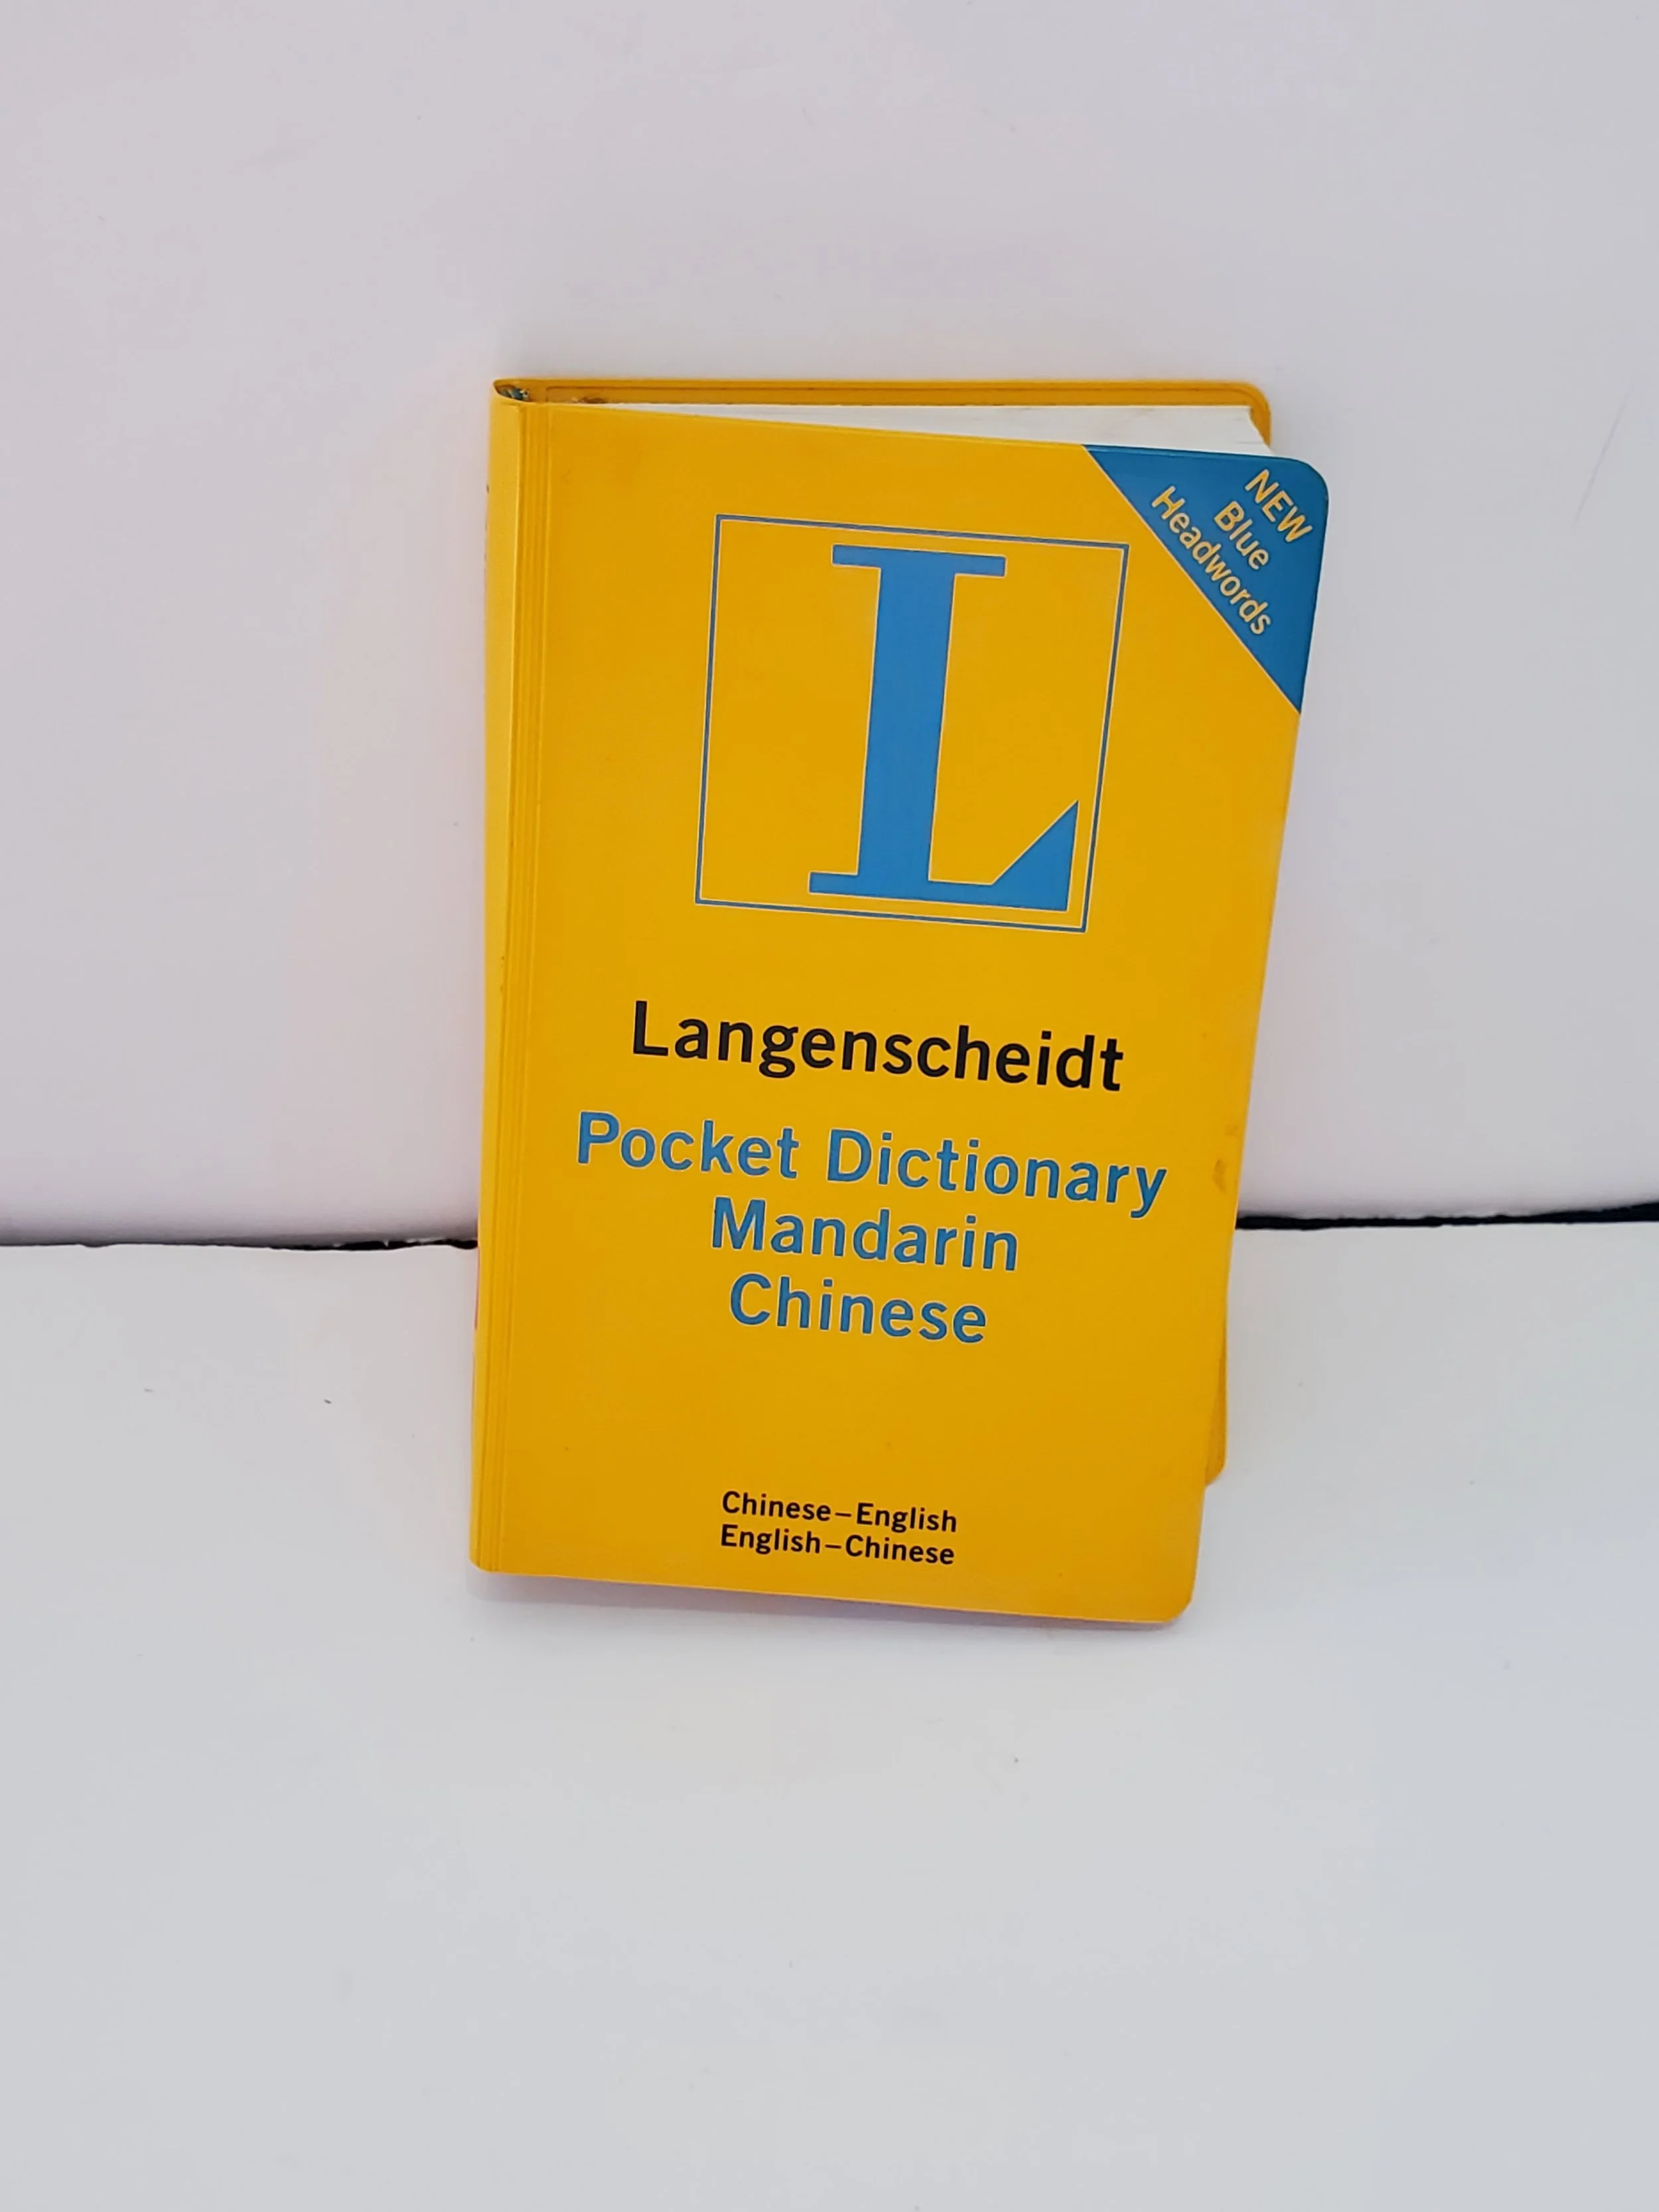 NEW
Blue
Headwords
L
Langenscheidt
Pocket Dictionary
Mandarin
Chinese
Chinese–English
English–Chinese